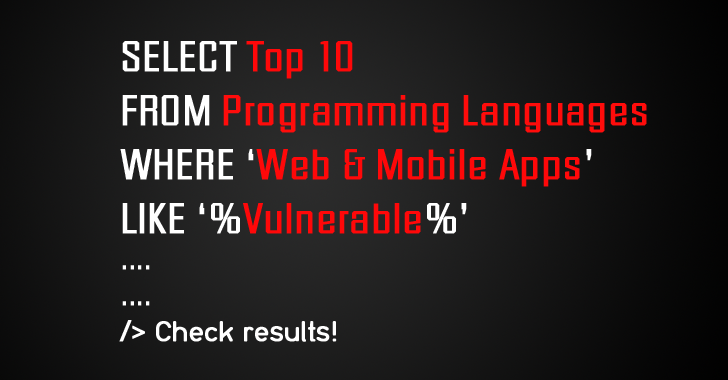 SELECT Top 10
FROM Programming Languages
WHERE ‘Web & Mobile Apps’
LIKE ‘%Vulnerable%’
....
....
/> Check results!